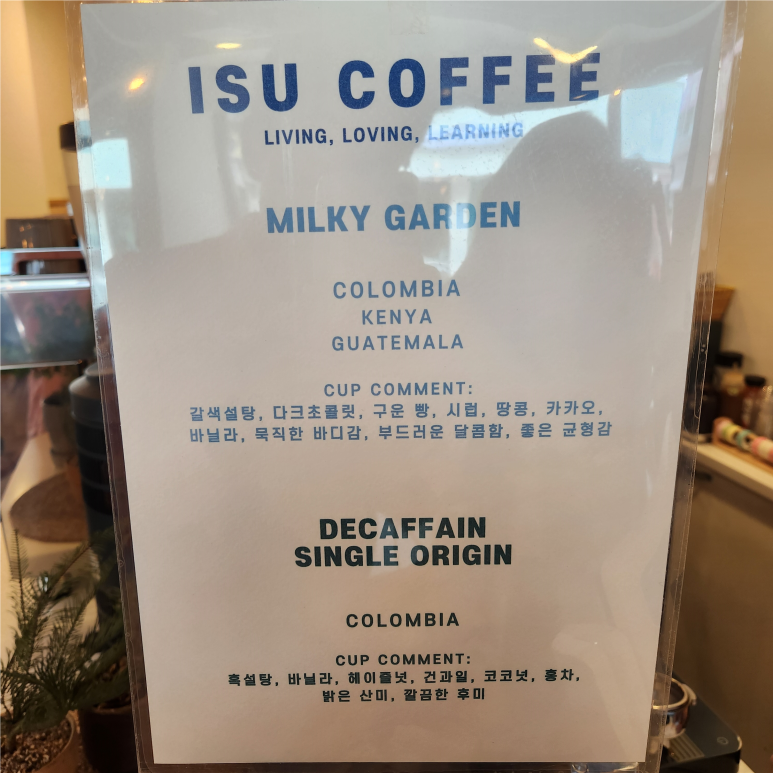 ISU COFFEE
LIVING, LOVING, LEARNING
MILKY GARDEN
COLOMBIA
KENYA
GUATEMALA
CUP COMMENT:
갈색설탕, 다크초콜릿, 구운 빵, 시럽, 땅콩, 카카오,
바닐라, 묵직한 바디감, 부드러운 달콤함, 좋은 균형감
DECAFFAIN
SINGLE ORIGIN
COLOMBIA
CUP COMMENT:
흑설탕, 바닐라, 헤이즐넛, 건과일, 코코넛, 홍차,
밝은 산미, 깔끔한 후미